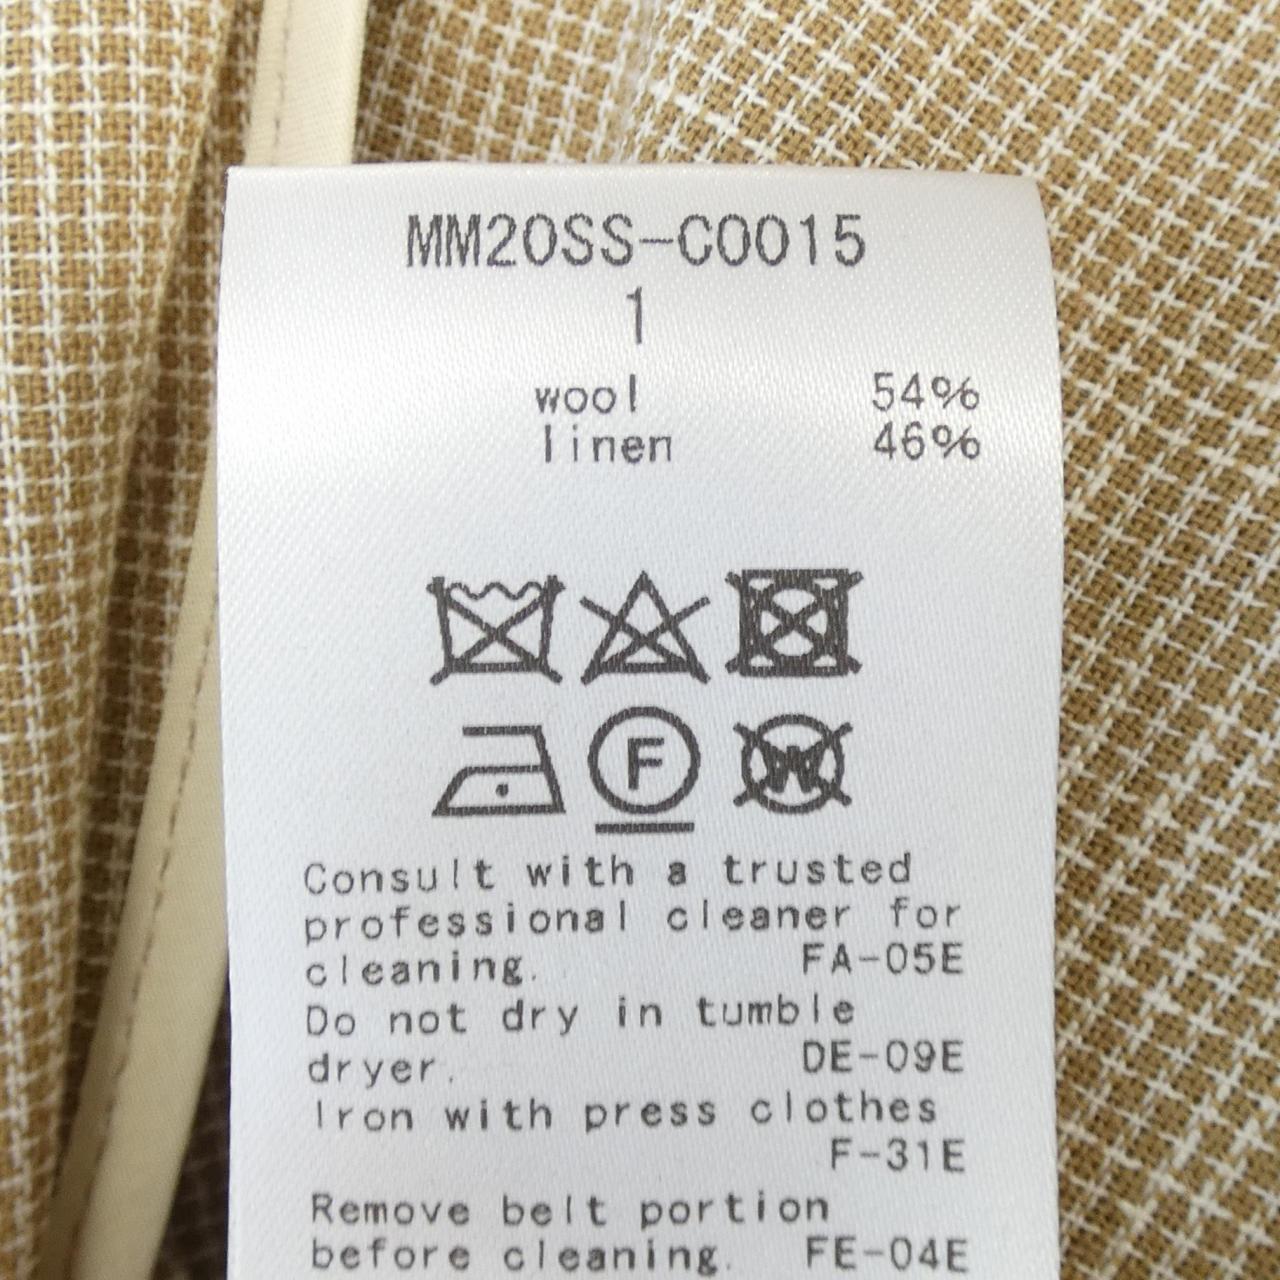 MM20SS-C0015
1
wool 54%
linen 46%
F
W
Consult with a trusted
professional cleaner for
cleaning. FA-05E
Do not dry in tumble
dryer. DE-09E
Iron with press clothes
F-31E
Remove belt portion
before cleaning. FE-04E